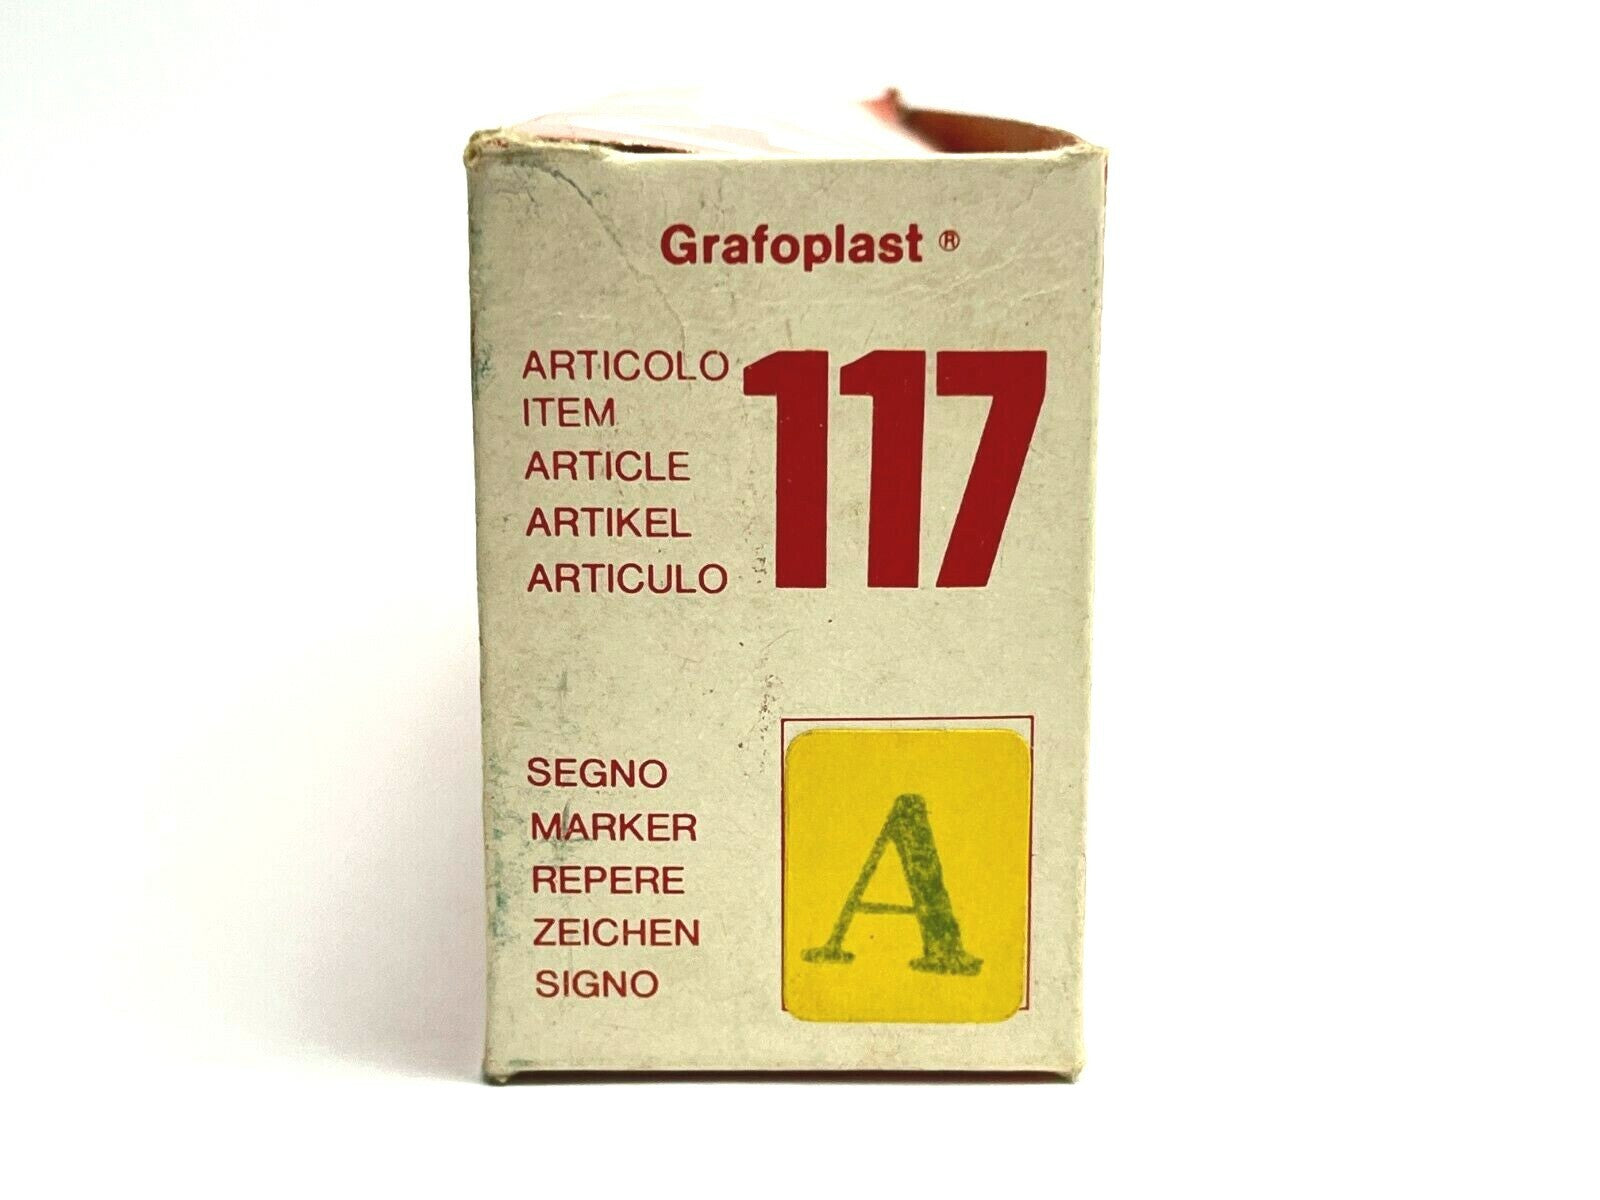 Grafoplast ®
ARTICOLO
ITEM
ARTICLE
ARTIKEL
ARTICULO
117
SEGNO
MARKER
REPERE
ZEICHEN
SIGNO
A